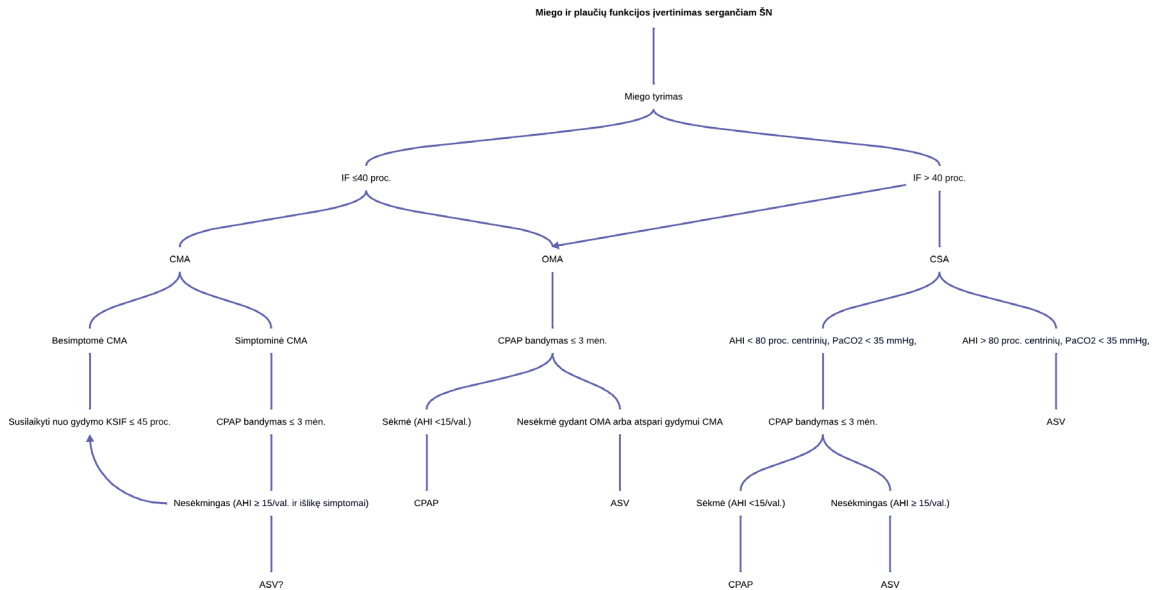 Miego ir plaučių funkcijos įvertinimas sergančiam ŠN
Miego tyrimas
IF ≤40 proc.
IF > 40 proc.
CMA
OMA
CSA
Besimptomė CMA
Simptominė CMA
CPAP bandymas ≤ 3 mėn.
AHI < 80 proc. centrinių, PaCO2 < 35 mmHg,
AHI > 80 proc. centrinių, PaCO2 < 35 mmHg,
Susilaikyti nuo gydymo KSIF ≤ 45 proc.
CPAP bandymas ≤ 3 mėn.
Sėkmė (AHI <15/val.)
Nesėkmė gydant OMA arba atspari gydymui CMA
CPAP bandymas ≤ 3 mėn.
ASV
Nesėkmingas (AHI ≥ 15/val. ir išlikę simptomai)
CPAP
ASV
Sėkmė (AHI <15/val.)
Nesėkmingas (AHI ≥ 15/val.)
ASV?
CPAP
ASV